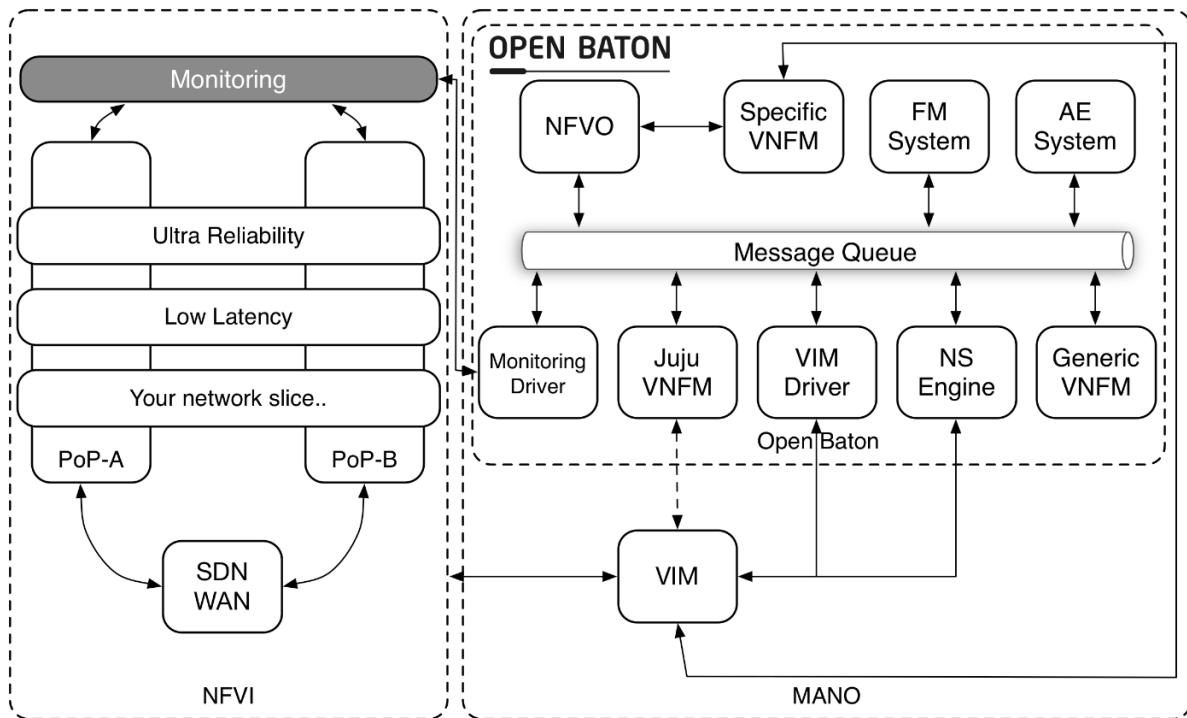 Monitoring
Ultra Reliability
Low Latency
Your network slice..
PoP-A
PoP-B
SDN
WAN
NFVI
OPEN BATON
NFVO
Specific
VNFM
FM
System
AE
System
Message Queue
Monitoring
Driver
Juju
VNFM
VIM
Driver
NS
Engine
Generic
VNFM
Open Baton
VIM
MANO